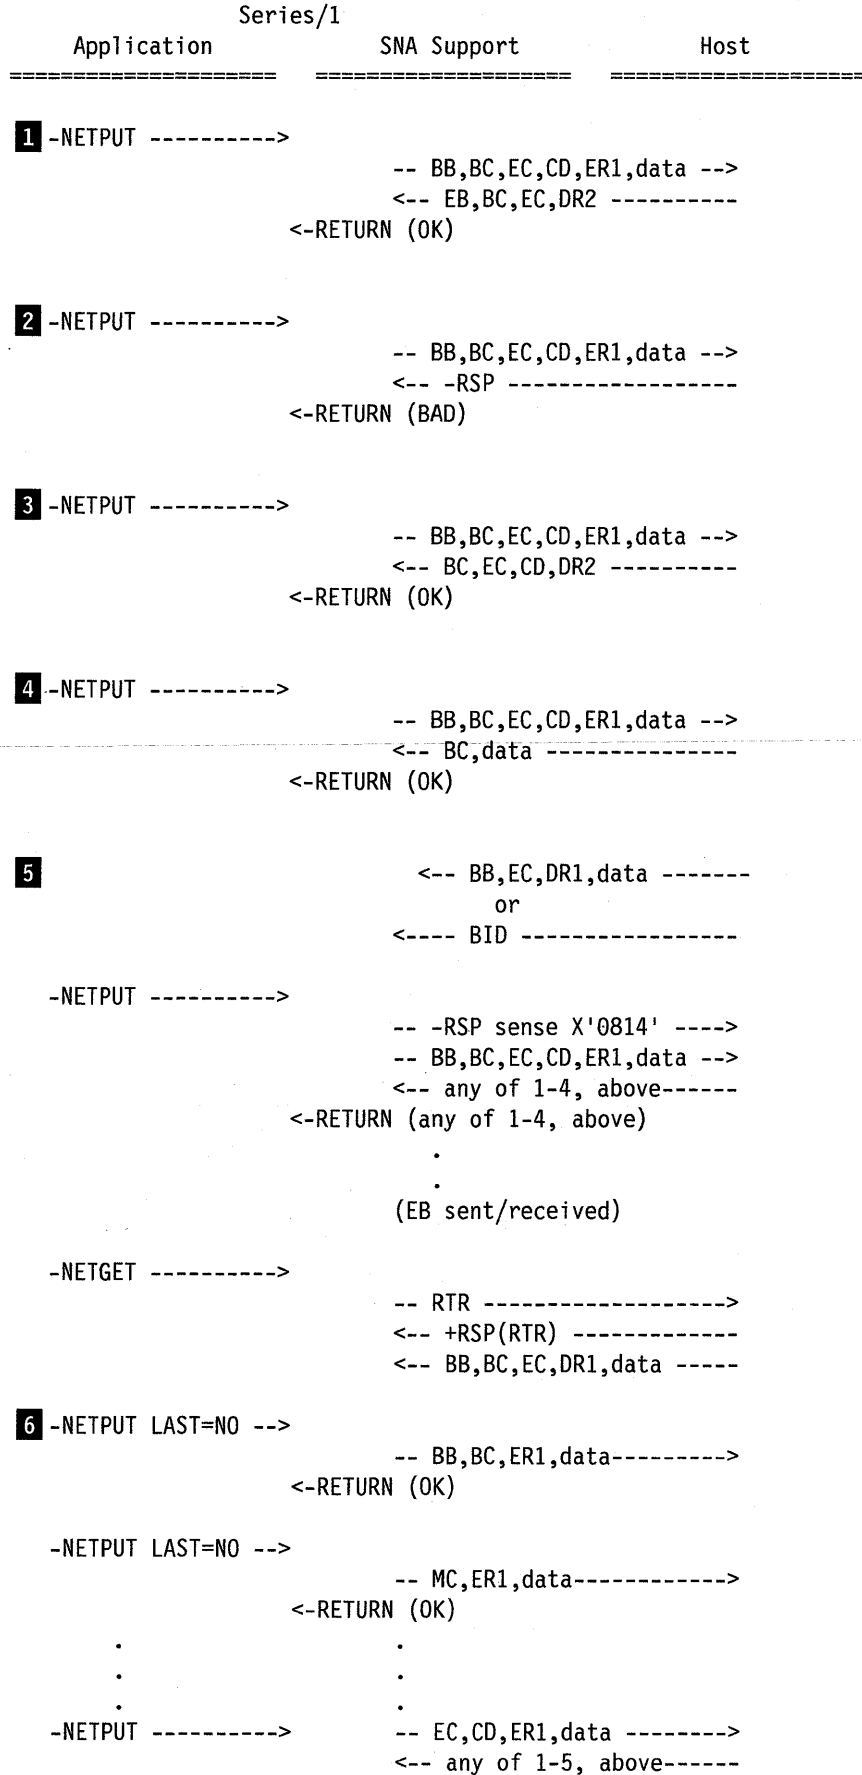 Series/1
Application SNA Support Host
===================== ==================== ====================
1 -NETPUT ---------->
-- BB,BC,EC,CD,ER1,data -->
<-- EB,BC,EC,DR2 ----------
<-RETURN (OK)
2 -NETPUT ---------->
-- BB,BC,EC,CD,ER1,data -->
<-- -RSP ------------------
<-RETURN (BAD)
3 -NETPUT ---------->
-- BB,BC,EC,CD,ER1,data -->
<-- BC,EC,CD,DR2 ----------
<-RETURN (OK)
4 -NETPUT ---------->
-- BB,BC,EC,CD,ER1,data -->
<-- BC,data ---------------
<-RETURN (OK)
5 <-- BB,EC,DR1,data -------
or
<---- BID -----------------
-NETPUT ---------->
-- -RSP sense X'0814' ---->
-- BB,BC,EC,CD,ER1,data -->
<-- any of 1-4, above------
<-RETURN (any of 1-4, above)
.
.
(EB sent/received)
-NETGET ---------->
-- RTR ------------------->
<-- +RSP(RTR) -------------
<-- BB,BC,EC,DR1,data -----
6 -NETPUT LAST=NO -->
-- BB,BC,ER1,data--------->
<-RETURN (OK)
-NETPUT LAST=NO -->
-- MC,ER1,data------------>
<-RETURN (OK)
. .
. .
. .
-NETPUT ----------> -- EC,CD,ER1,data -------->
<-- any of 1-5, above------